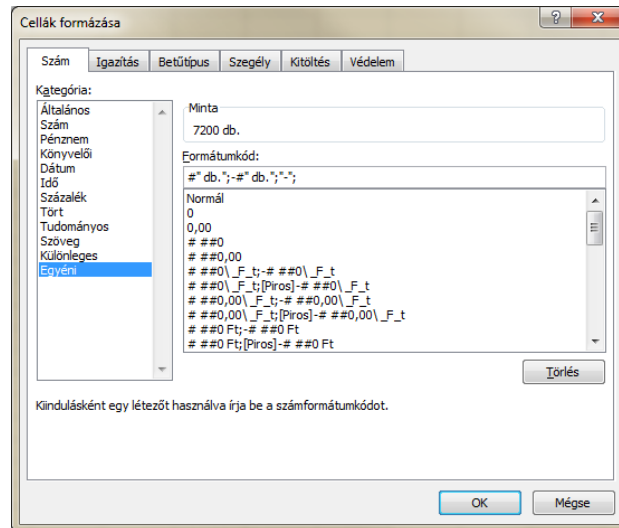 Cellák formázása
Szám Igazítás Betűtípus Szegély Kitöltés Védelem
Kategória:
Általános
Szám
Pénznem
Könyvelői
Dátum
Idő
Százalék
Tört
Tudományos
Szöveg
Különleges
Egyéni
Minta
7200 db.
Formátumkód:
#" db.";-#" db.";"-";
Normál
0
0,00
# ##0
# ##0,00
# ##0\ _F_t;-# ##0\ _F_t
# ##0\ _F_t;[Piros]-# ##0\ _F_t
# ##0,00\ _F_t;-# ##0,00\ _F_t
# ##0,00\ _F_t;[Piros]-# ##0,00\ _F_t
# ##0 Ft;-# ##0 Ft
# ##0 Ft;[Piros]-# ##0 Ft
Törlés
Kiindulásként egy létezőt használva írja be a számformátumkódot.
OK Mégse